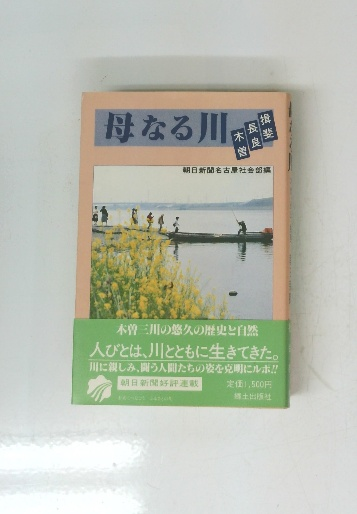 母なる川
木曽
長良
揖斐
朝日新聞名古屋社会部編
木曽三川の悠久の歴史と自然
人びとは、川とともに生きてきた。
川に親しみ、闘う人間たちの姿を克明にルポ!!
朝日新聞好評連載
定価1,500円
郷土出版社